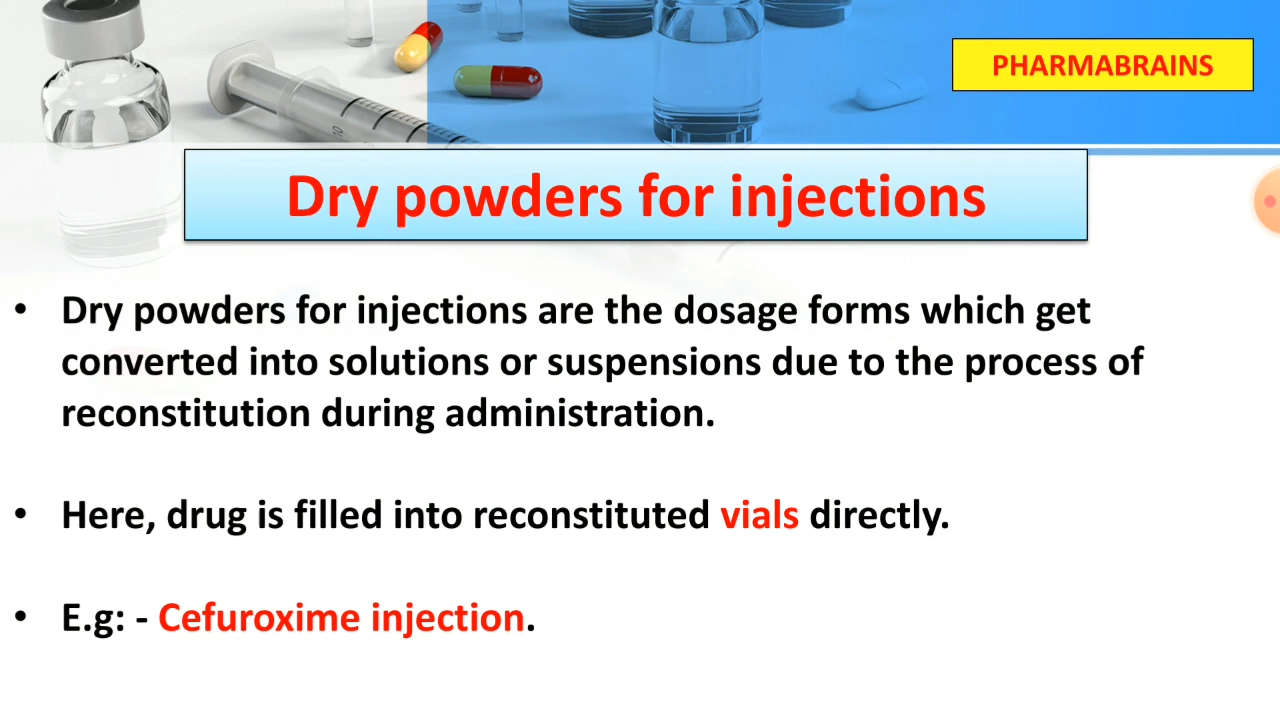 PHARMABRAINS
Dry powders for injections
• Dry powders for injections are the dosage forms which get
converted into solutions or suspensions due to the process of
reconstitution during administration.
• Here, drug is filled into reconstituted vials directly.
• E.g: - Cefuroxime injection.
10